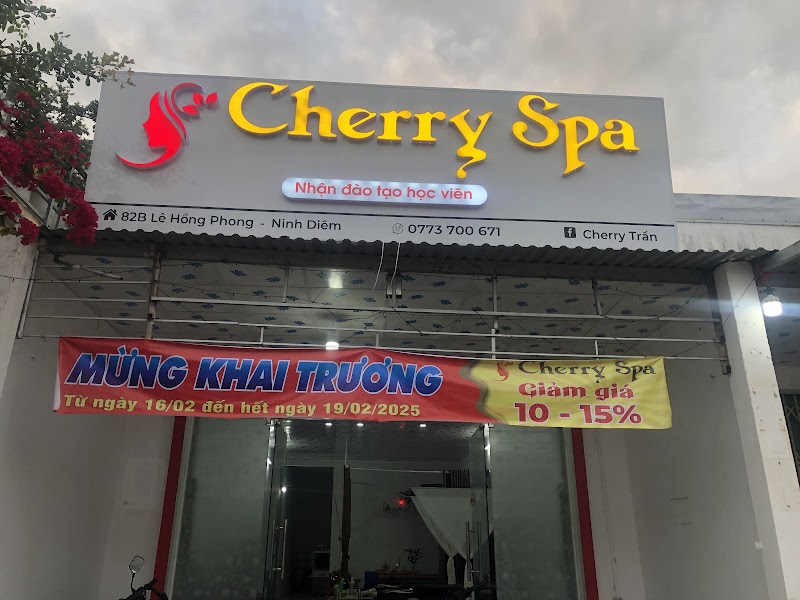 Cherry Spa
Nhận đào tạo học viên
82B Lê Hồng Phong - Ninh Diêm
0773 700 671
Cherry Trần
MỪNG KHAI TRƯƠNG
Từ ngày 16/02 đến hết ngày 19/02/2025
Cherry Spa
Giảm giá
10 - 15%